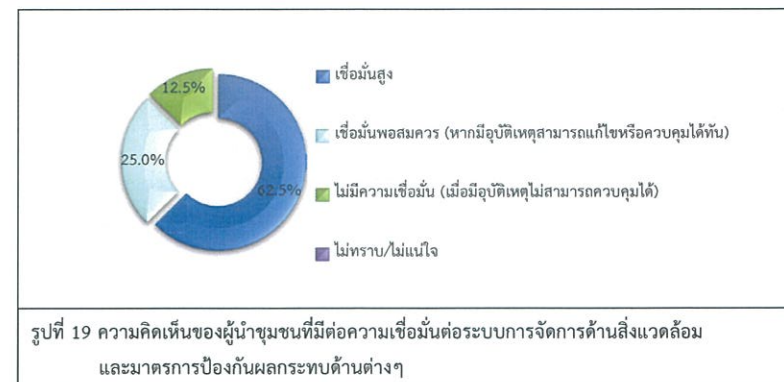 12.5%
25.0%
62.5%
เชื่อมั่นสูง
เชื่อมั่นพอสมควร (หากมีอุบัติเหตุสามารถแก้ไขหรือควบคุมได้ทัน)
ไม่มีความเชื่อมั่น (เมื่อมีอุบัติเหตุไม่สามารถควบคุมได้)
ไม่ทราบ/ไม่แน่ใจ
รูปที่ 19 ความคิดเห็นของผู้นำชุมชนที่มีต่อความเชื่อมั่นต่อระบบการจัดการด้านสิ่งแวดล้อม
และมาตรการป้องกันผลกระทบด้านต่างๆ